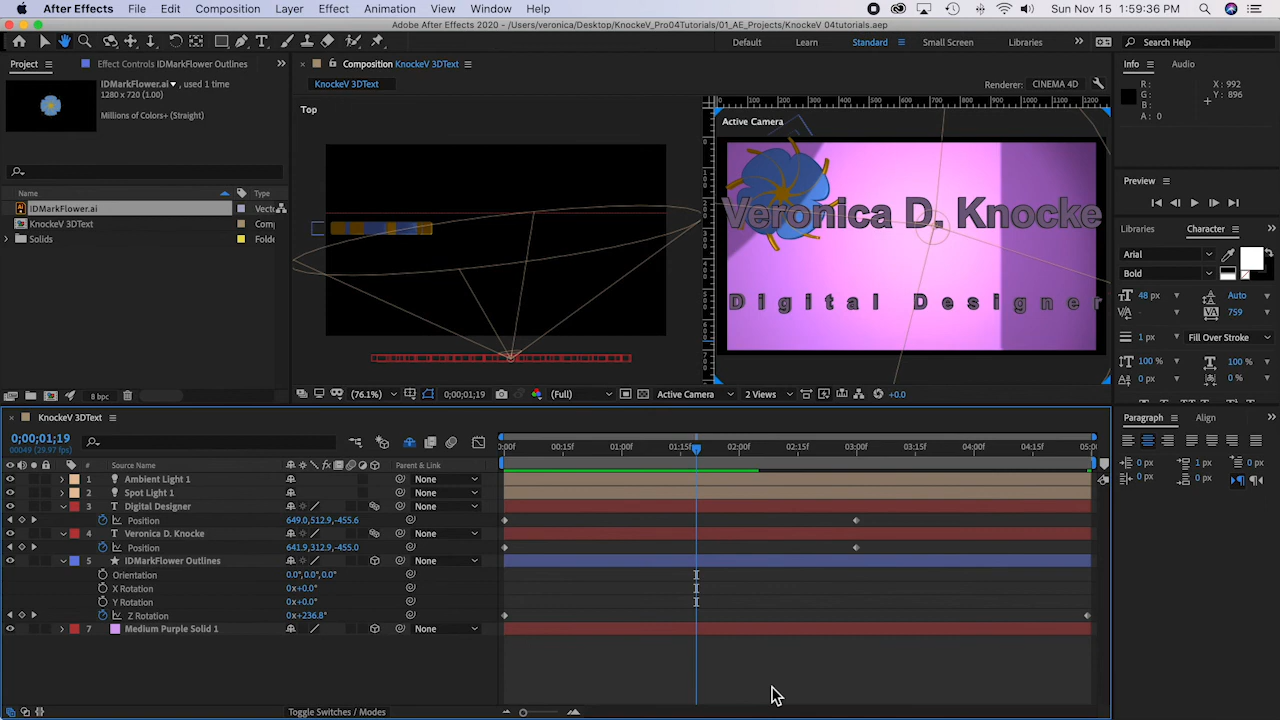 After Effects File Edit Composition Layer Effect Animation View Window Help Sun Nov 15 1:59:36 PM
Adobe After Effects 2020 - /Users/veronica/Desktop/KnockeV_Pro04Tutorials/01_AE_Projects/KnockeV 04tutorials.aep
Default Learn Standard Small Screen Libraries Search Help
Project Effect Controls IDMarkFlower Outlines
IDMarkFlower.ai , used 1 time
1280 x 720 (1.00)
Millions of Colors+ (Straight)
Name Type
IDMarkFlower.ai Vect
KnockeV 3DText Comp
Solids Folde
8 bpc
Composition KnockeV 3DText
KnockeV 3DText
Renderer: CINEMA 4D
Top
Active Camera
Veronica D. Knocke
Digital Designer
(76.1%) 0;00;01;19 (Full) Active Camera 2 Views +0.0
Info Audio
R: X: 992
G: Y: 896
B:
A: 0
Preview
Libraries Character
Arial
Bold
48 px Auto
759
1 px Fill Over Stroke
100 % 100 %
0 px 0 %
Paragraph Align
0 px 1 px 0 px
0 px 0 px
KnockeV 3DText
0;00;01;19
00049 (29.97 fps)
00f 00:15f 01:00f 01:15f 02:00f 02:15f 03:00f 03:15f 04:00f 04:15f 05:00
# Source Name Parent & Link
1 Ambient Light 1 None
2 Spot Light 1 None
3 Digital Designer None
Position 649.0,512.9,-455.6
4 Veronica D. Knocke None
Position 641.9,312.9,-455.0
5 IDMarkFlower Outlines None
Orientation 0.0°,0.0°,0.0°
X Rotation 0x+0.0°
Y Rotation 0x+0.0°
Z Rotation 0x+236.8°
7 Medium Purple Solid 1 None
Toggle Switches / Modes